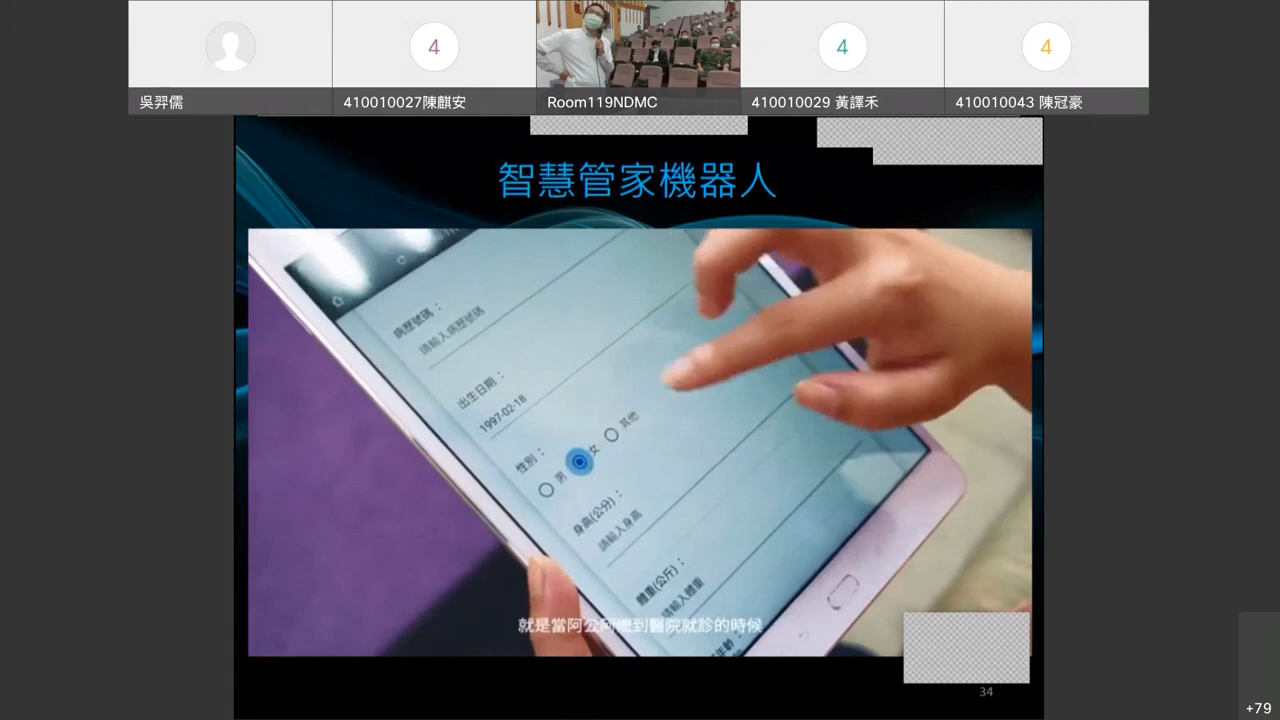 吳羿儒
4
410010027陳麒安
Room119NDMC
4
410010029 黃譯禾
4
410010043 陳冠豪
智慧管家機器人
病歷號碼：
請輸入病歷號碼
出生日期：
1997-02-18
性別：
男 女 其他
身高(公分)：
請輸入身高
體重(公斤)：
請輸入體重
就是當阿公阿嬤到醫院就診的時候
34
+79